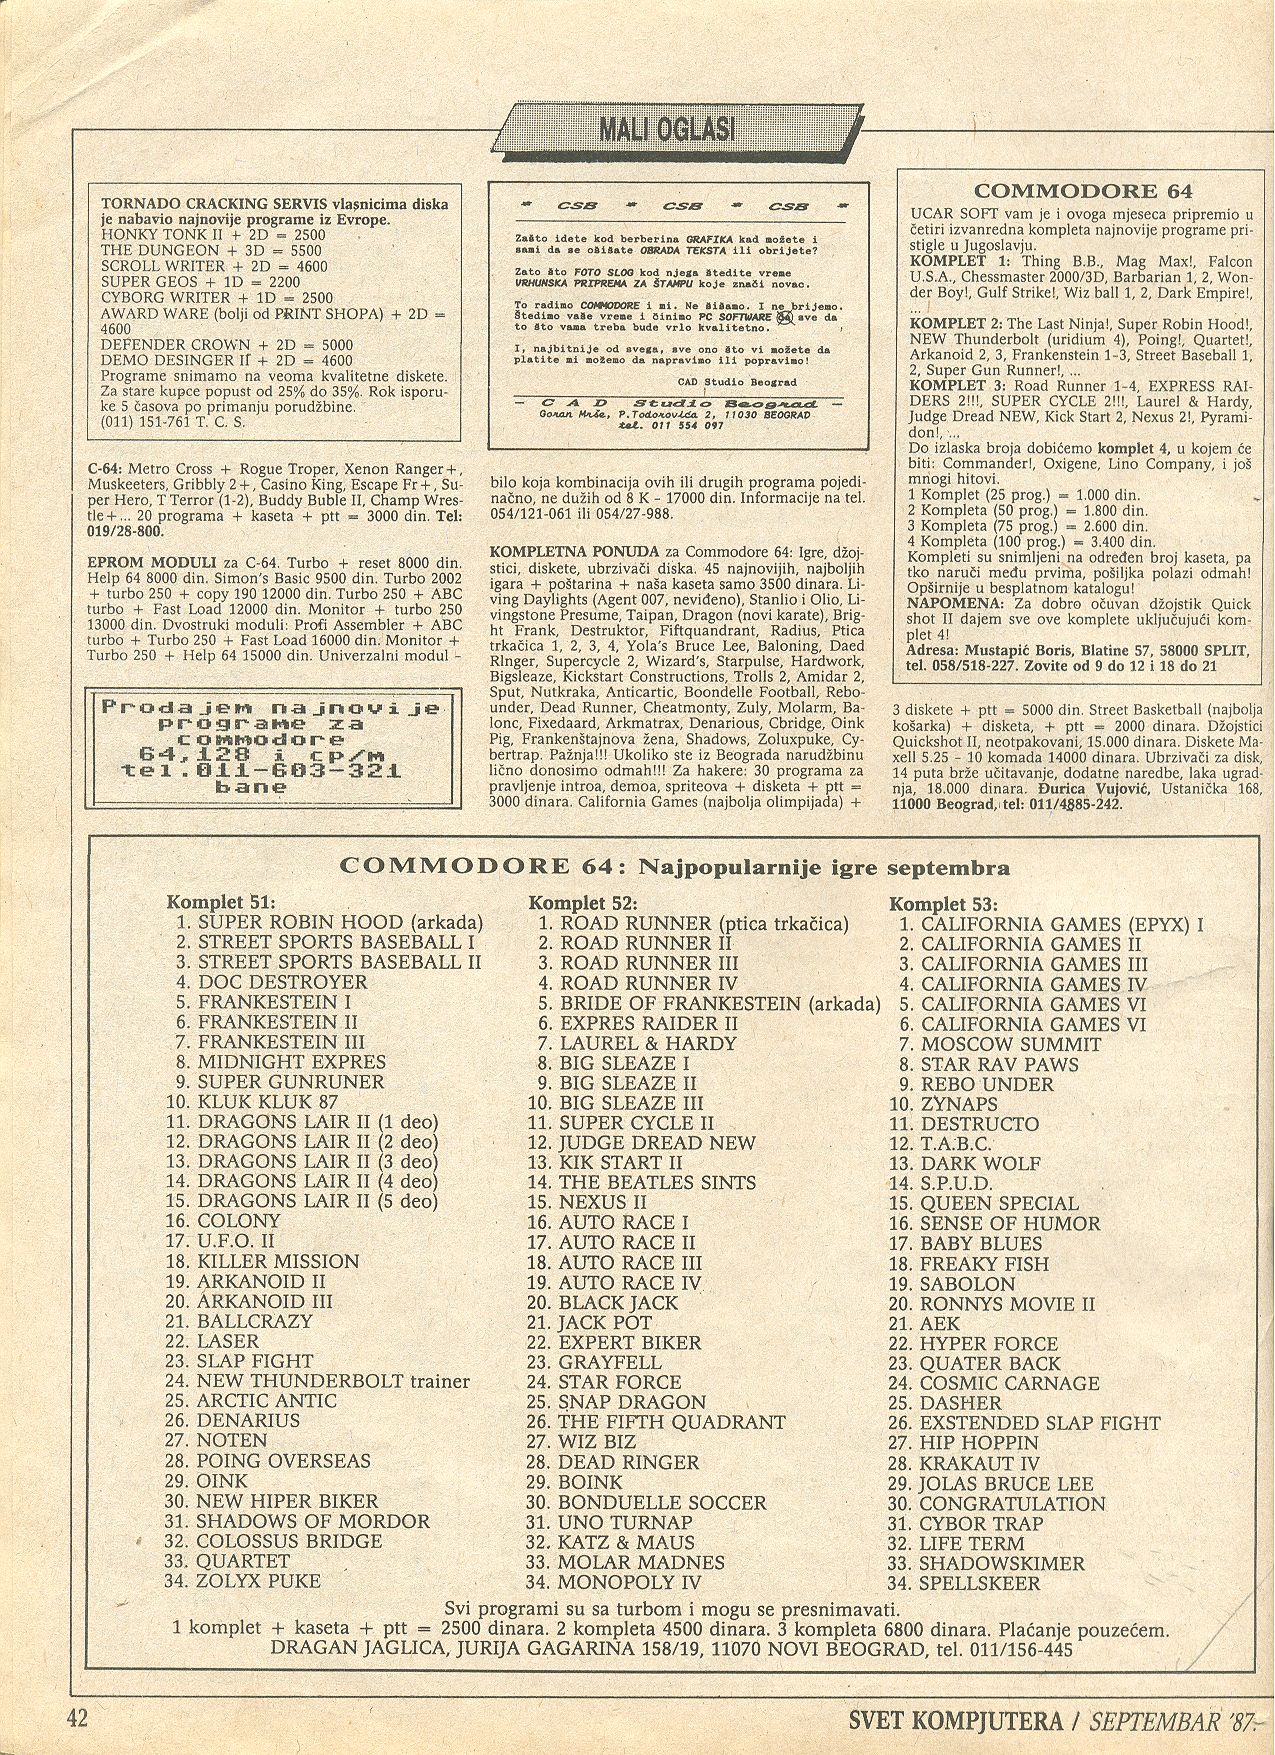 MALI OGLASI
TORNADO CRACKING SERVIS vlasnicima diska
je nabavio najnovije programe iz Evrope.
HONKY TONK II + 2D = 2500
THE DUNGEON + 3D = 5500
SCROLL WRITER + 2D = 4600
SUPER GEOS + 1D = 2200
CYBORG WRITER + 1D = 2500
AWARD WARE (bolji od PRINT SHOPA) + 2D =
4600
DEFENDER CROWN + 2D = 5000
DEMO DESINGER II + 2D = 4600
Programe snimamo na veoma kvalitetne diskete.
Za stare kupce popust od 25% do 35%. Rok isporu-
ke 5 časova po primanju porudžbine.
(011) 151-761 T. C. S.
C-64: Metro Cross + Rogue Troper, Xenon Ranger+,
Musketeers, Gribbly 2+, Casino King, Escape Fr+, Su-
per Hero, T Terror (1-2), Buddy Buble II, Champ Wres-
tle+... 20 programa + kaseta + ptt = 3000 din. Tel:
019/28-800.
EPROM MODULI za C-64. Turbo + reset 8000 din.
Help 64 8000 din. Simon's Basic 9500 din. Turbo 2002
+ turbo 250 + copy 190 12000 din. Turbo 250 + ABC
turbo + Fast Load 12000 din. Monitor + turbo 250
13000 din. Dvostruki moduli: Profi Assembler + ABC
turbo + Turbo 250 + Fast Load 16000 din. Monitor +
Turbo 250 + Help 64 15000 din. Univerzalni modul –
Prodajem najnovije
programe za
commodore
64,128 i cp/m
tel.011-603-321
bane
* CSB * CSB * CSB *
Zašto idete kod berberina GRAFIKA kad možete i
sami da se ošišate OBRADA TEKSTA ili obrijete?
Zato što FOTO SLOG kod njega štedite vreme
VRHUNSKA PRIPREMA ZA ŠTAMPU koje znači novac.
To radimo COMMODORE i mi. Ne šišamo. I ne brijemo.
Štedimo vaše vreme i činimo PC SOFTWARE 64 sve da
to što vama treba bude vrlo kvalitetno.
I, najbitnije od svega, sve ono što vi možete da
platite mi možemo da napravimo ili popravimo!
CAD Studio Beograd
– C A D Studio Beograd –
Goran Mrše, P.Todorovića 2, 11030 BEOGRAD
tel. 011 554 097
bilo koja kombinacija ovih ili drugih programa pojedi-
načno, ne dužih od 8 K – 17000 din. Informacije na tel.
054/121-061 ili 054/27-988.
KOMPLETNA PONUDA za Commodore 64: Igre, džoj-
stici, diskete, ubrzivači diska. 45 najnovijih, najboljih
igara + poštarina + naša kaseta samo 3500 dinara. Li-
ving Daylights (Agent 007, neviđeno), Stanlio i Olio, Li-
vingstone Presume, Taipan, Dragon (novi karate), Brig-
ht Frank, Destruktor, Fiftquandrant, Radius, Ptica
trkačica 1, 2, 3, 4, Yola's Bruce Lee, Baloning, Daed
RInger, Supercycle 2, Wizard's, Starpulse, Hardwork,
Bigsleaze, Kickstart Constructions, Trolls 2, Amidar 2,
Sput, Nutkraka, Anticartic, Boondelle Football, Rebo-
under, Dead Runner, Cheatmonty, Zuly, Molarm, Ba-
lonc, Fixedaard, Arkmatrax, Denarious, Cbridge, Oink
Pig, Frankenštajnova žena, Shadows, Zoluxpuke, Cy-
bertrap. Pažnja!!! Ukoliko ste iz Beograda narudžbinu
lično donosimo odmah!!! Za hakere: 30 programa za
pravljenje introa, demoa, spriteova + disketa + ptt =
3000 dinara. California Games (najbolja olimpijada) +
COMMODORE 64
UCAR SOFT vam je i ovoga mjeseca pripremio u
četiri izvanredna kompleta najnovije programe pri-
stigle u Jugoslaviju.
KOMPLET 1: Thing B.B., Mag Max!, Falcon
U.S.A., Chessmaster 2000/3D, Barbarian 1, 2, Won-
der Boy!, Gulf Strike!, Wiz ball 1, 2, Dark Empire!,
...
KOMPLET 2: The Last Ninja!, Super Robin Hood!,
NEW Thunderbolt (uridium 4), Poing!, Quartet!,
Arkanoid 2, 3, Frankenstein 1-3, Street Baseball 1,
2, Super Gun Runner!, ...
KOMPLET 3: Road Runner 1-4, EXPRESS RAI-
DERS 2!!!, SUPER CYCLE 2!!!, Laurel & Hardy,
Judge Dread NEW, Kick Start 2, Nexus 2!, Pyrami-
don!, ...
Do izlaska broja dobićemo komplet 4, u kojem će
biti: Commander!, Oxigene, Lino Company, i još
mnogi hitovi.
1 Komplet (25 prog.) = 1.000 din.
2 Kompleta (50 prog.) = 1.800 din.
3 Kompleta (75 prog.) = 2.600 din.
4 Kompleta (100 prog.) = 3.400 din.
Kompleti su snimljeni na određen broj kaseta, pa
tko naruči među prvima, pošiljka polazi odmah!
Opširnije u besplatnom katalogu!
NAPOMENA: Za dobro očuvan džojstik Quick
shot II dajem sve ove komplete uključujući kom-
plet 4!
Adresa: Mustapić Boris, Blatine 57, 58000 SPLIT,
tel. 058/518-227. Zovite od 9 do 12 i 18 do 21
3 diskete + ptt = 5000 din. Street Basketball (najbolja
košarka) + disketa, + ptt = 2000 dinara. Džojstici
Quickshot II, neotpakovani, 15.000 dinara. Diskete Ma-
xell 5.25 – 10 komada 14000 dinara. Ubrzivači za disk,
14 puta brže učitavanje, dodatne naredbe, laka ugrad-
nja, 18.000 dinara. Đurica Vujović, Ustanička 168,
11000 Beograd, tel: 011/4885-242.
COMMODORE 64: Najpopularnije igre septembra
Komplet 51:
1. SUPER ROBIN HOOD (arkada)
2. STREET SPORTS BASEBALL I
3. STREET SPORTS BASEBALL II
4. DOC DESTROYER
5. FRANKESTEIN I
6. FRANKESTEIN II
7. FRANKESTEIN III
8. MIDNIGHT EXPRES
9. SUPER GUNRUNER
10. KLUK KLUK 87
11. DRAGONS LAIR II (1 deo)
12. DRAGONS LAIR II (2 deo)
13. DRAGONS LAIR II (3 deo)
14. DRAGONS LAIR II (4 deo)
15. DRAGONS LAIR II (5 deo)
16. COLONY
17. U.F.O. II
18. KILLER MISSION
19. ARKANOID II
20. ARKANOID III
21. BALLCRAZY
22. LASER
23. SLAP FIGHT
24. NEW THUNDERBOLT trainer
25. ARCTIC ANTIC
26. DENARIUS
27. NOTEN
28. POING OVERSEAS
29. OINK
30. NEW HIPER BIKER
31. SHADOWS OF MORDOR
32. COLOSSUS BRIDGE
33. QUARTET
34. ZOLYX PUKE
Komplet 52:
1. ROAD RUNNER (ptica trkačica)
2. ROAD RUNNER II
3. ROAD RUNNER III
4. ROAD RUNNER IV
5. BRIDE OF FRANKESTEIN (arkada)
6. EXPRES RAIDER II
7. LAUREL & HARDY
8. BIG SLEAZE I
9. BIG SLEAZE II
10. BIG SLEAZE III
11. SUPER CYCLE II
12. JUDGE DREAD NEW
13. KIK START II
14. THE BEATLES SINTS
15. NEXUS II
16. AUTO RACE I
17. AUTO RACE II
18. AUTO RACE III
19. AUTO RACE IV
20. BLACK JACK
21. JACK POT
22. EXPERT BIKER
23. GRAYFELL
24. STAR FORCE
25. SNAP DRAGON
26. THE FIFTH QUADRANT
27. WIZ BIZ
28. DEAD RINGER
29. BOINK
30. BONDUELLE SOCCER
31. UNO TURNAP
32. KATZ & MAUS
33. MOLAR MADNES
34. MONOPOLY IV
Komplet 53:
1. CALIFORNIA GAMES (EPYX) I
2. CALIFORNIA GAMES II
3. CALIFORNIA GAMES III
4. CALIFORNIA GAMES IV
5. CALIFORNIA GAMES VI
6. CALIFORNIA GAMES VI
7. MOSCOW SUMMIT
8. STAR RAV PAWS
9. REBO UNDER
10. ZYNAPS
11. DESTRUCTO
12. T.A.B.C.
13. DARK WOLF
14. S.P.U.D.
15. QUEEN SPECIAL
16. SENSE OF HUMOR
17. BABY BLUES
18. FREAKY FISH
19. SABOLON
20. RONNYS MOVIE II
21. AEK
22. HYPER FORCE
23. QUATER BACK
24. COSMIC CARNAGE
25. DASHER
26. EXSTENDED SLAP FIGHT
27. HIP HOPPIN
28. KRAKAUT IV
29. JOLAS BRUCE LEE
30. CONGRATULATION
31. CYBOR TRAP
32. LIFE TERM
33. SHADOWSKIMER
34. SPELLSKEER
Svi programi su sa turbom i mogu se presnimavati.
1 komplet + kaseta + ptt = 2500 dinara. 2 kompleta 4500 dinara. 3 kompleta 6800 dinara. Plaćanje pouzećem.
DRAGAN JAGLICA, JURIJA GAGARINA 158/19, 11070 NOVI BEOGRAD, tel. 011/156-445
42
SVET KOMPJUTERA / SEPTEMBAR '87.